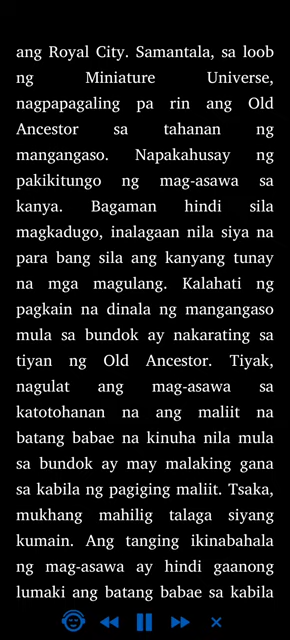 ang Royal City. Samantala, sa loob
ng Miniature Universe,
nagpapagaling pa rin ang Old
Ancestor sa tahanan ng
mangangaso. Napakahusay ng
pakikitungo ng mag-asawa sa
kanya. Bagaman hindi sila
magkadugo, inalagaan nila siya na
para bang sila ang kanyang tunay
na mga magulang. Kalahati ng
pagkain na dinala ng mangangaso
mula sa bundok ay nakarating sa
tiyan ng Old Ancestor. Tiyak,
nagulat ang mag-asawa sa
katotohanan na ang maliit na
batang babae na kinuha nila mula
sa bundok ay may malaking gana
sa kabila ng pagiging maliit. Tsaka,
mukhang mahilig talaga siyang
kumain. Ang tanging ikinabahala
ng mag-asawa ay hindi gaanong
lumaki ang batang babae sa kabila